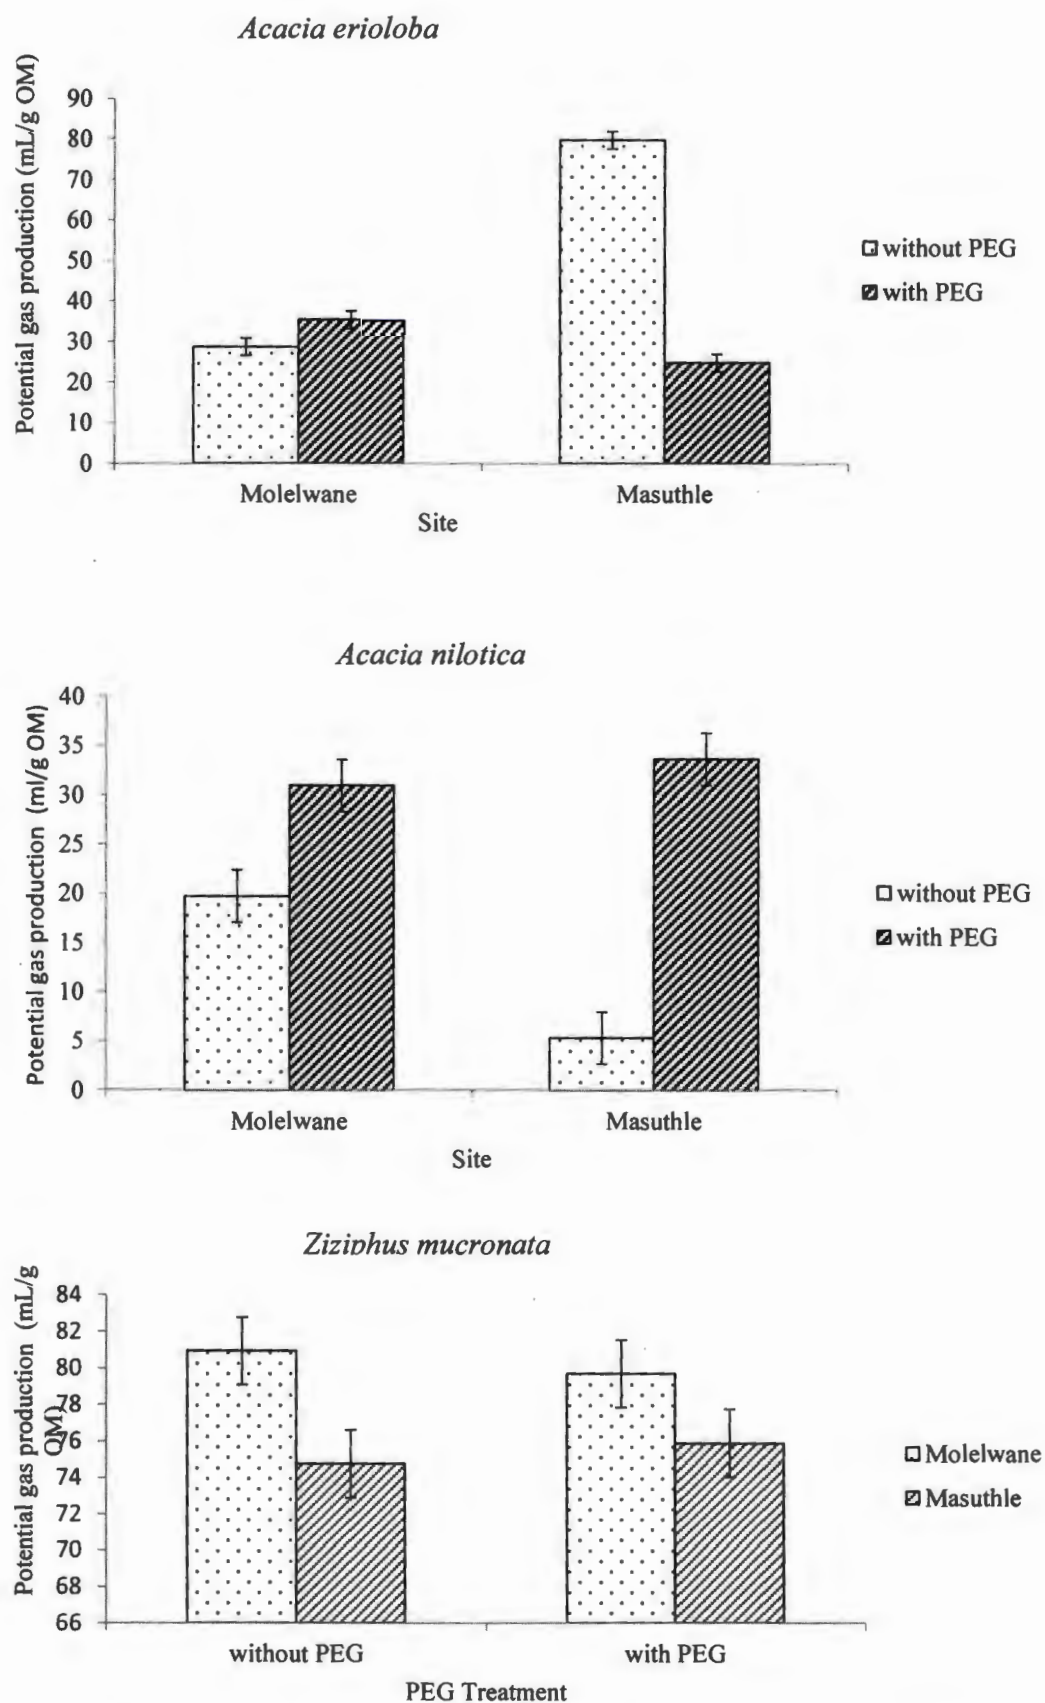 Acacia erioloba
Potential gas production (mL/g OM)
90
80
70
60
50
40
30
20
10
0
Molelwane Masuthle
Site
without PEG
with PEG
Acacia nilotica
Potential gas production (ml/g OM)
40
35
30
25
20
15
10
5
0
Molelwane Masuthle
Site
without PEG
with PEG
Ziziphus mucronata
Potential gas production (mL/g
OM)
84
82
80
78
76
74
72
70
68
66
without PEG with PEG
PEG Treatment
Molelwane
Masuthle